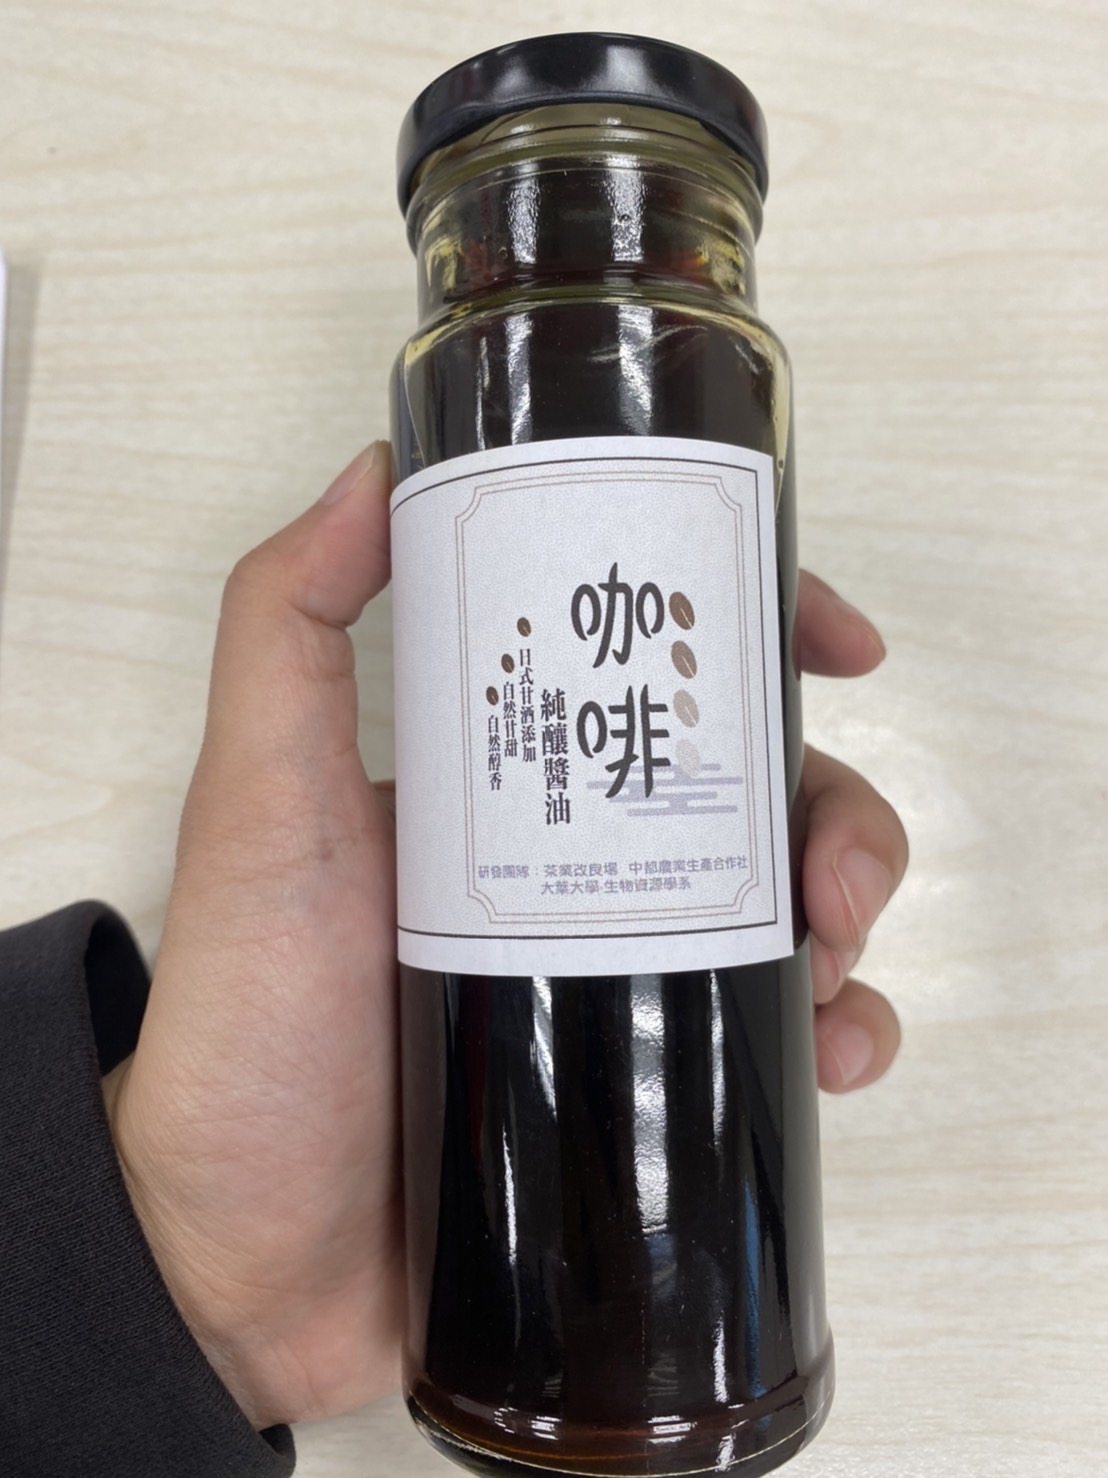 咖啡
純釀醬油
日式甘酒添加
自然甘甜
自然醇香
研發團隊：茶業改良場 中都農業生產合作社
大葉大學-生物資源學系